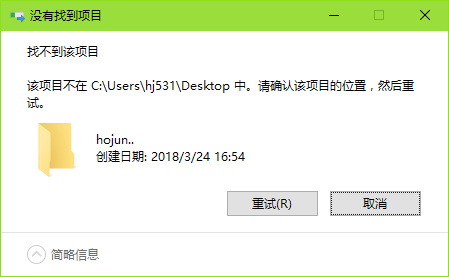 没有找到项目
找不到该项目
该项目不在 C:\Users\hj531\Desktop 中。请确认该项目的位置，然后重
试。
hojun..
创建日期: 2018/3/24 16:54
重试(R)
取消
简略信息